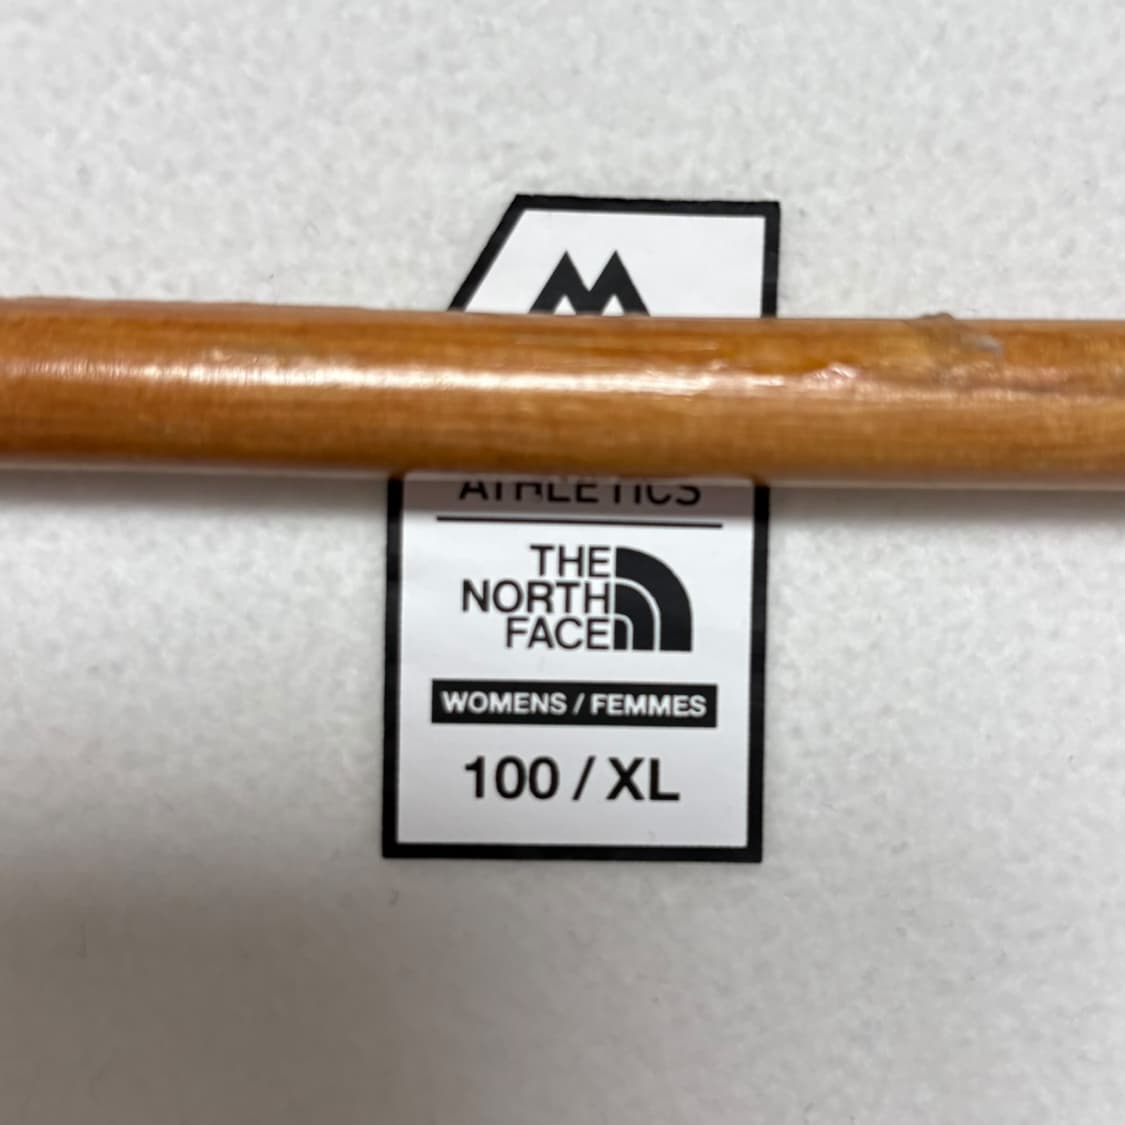 ATHLETICS
THE
NORTH
FACE
WOMENS / FEMMES
100 / XL